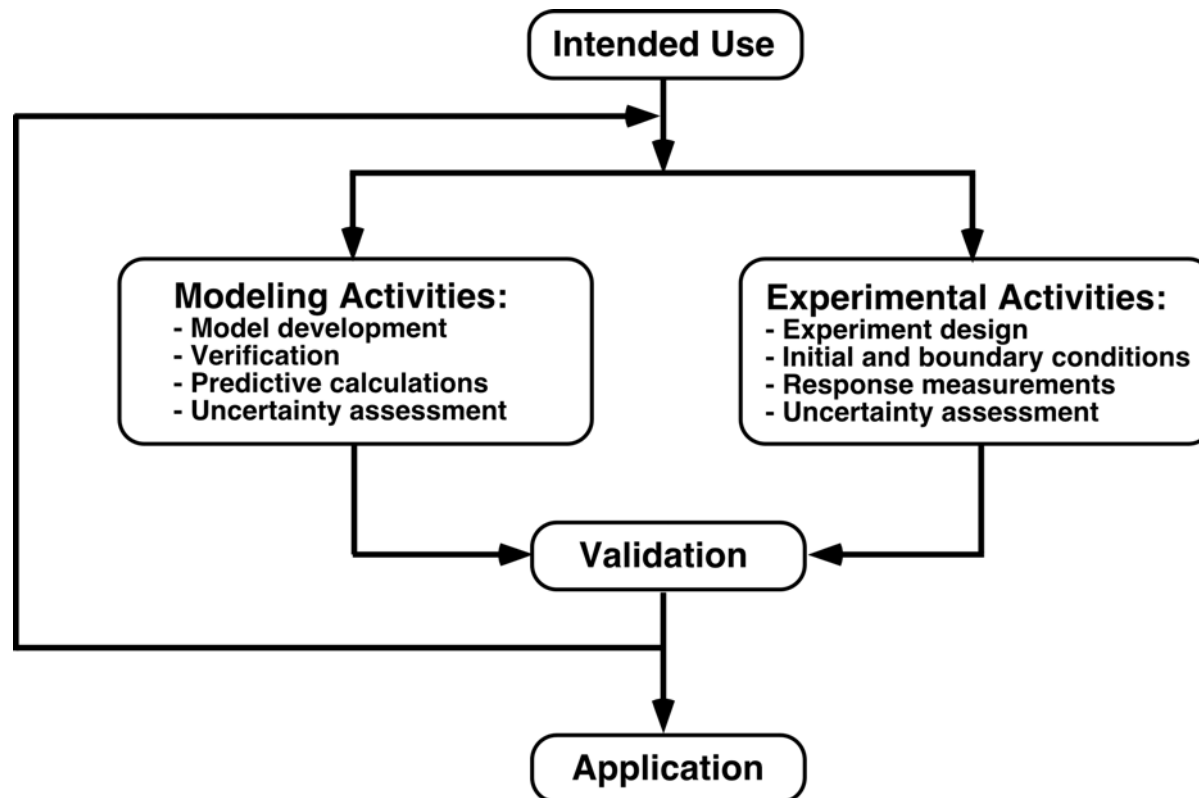 Intended Use
Modeling Activities:
- Model development
- Verification
- Predictive calculations
- Uncertainty assessment
Experimental Activities:
- Experiment design
- Initial and boundary conditions
- Response measurements
- Uncertainty assessment
Validation
Application